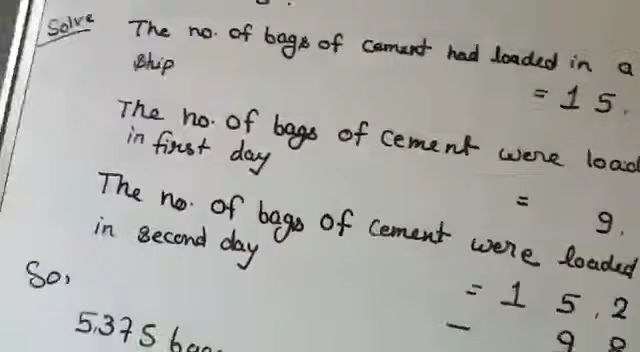 Solve
The no. of bags of cement had loaded in a
ship
= 15.
The no. of bags of cement were load
in first day
= 9.
The no. of bags of cement were loaded
in second day
= 1 5, 2
So,
- 9 8
5,375 bag